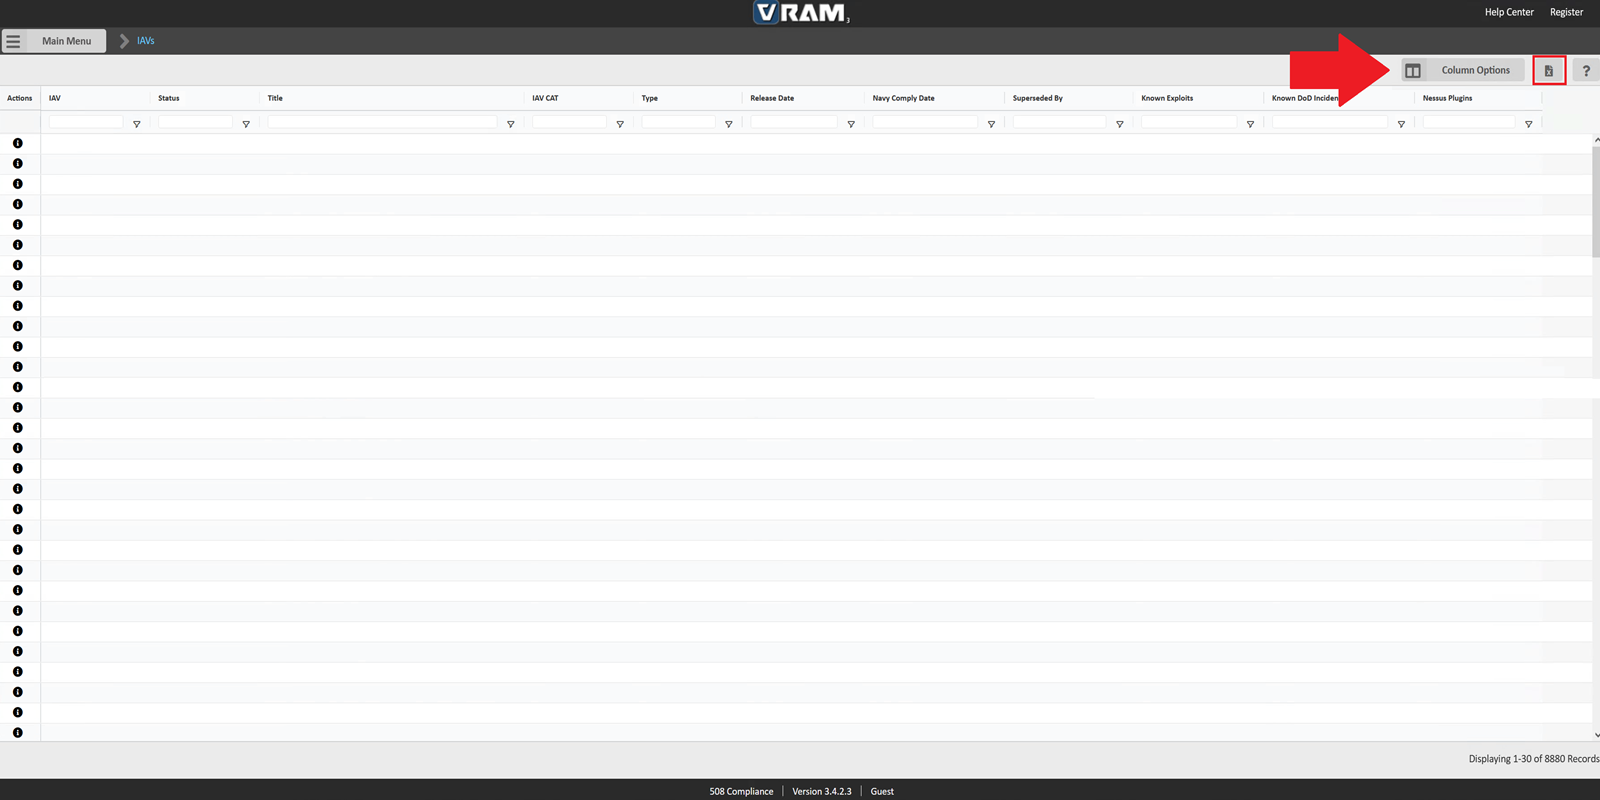 VRAM 3
Help Center Register
Main Menu IAVs
Column Options ?
Actions IAV Status Title IAV CAT Type Release Date Navy Comply Date Superseded By Known Exploits Known DoD Inciden Nessus Plugins
Displaying 1-30 of 8880 Records
508 Compliance Version 3.4.2.3 Guest